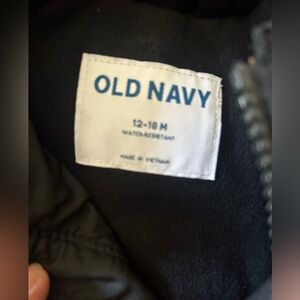 OLD NAVY
12-18 M
WATER-RESISTANT
MADE IN VIETNAM